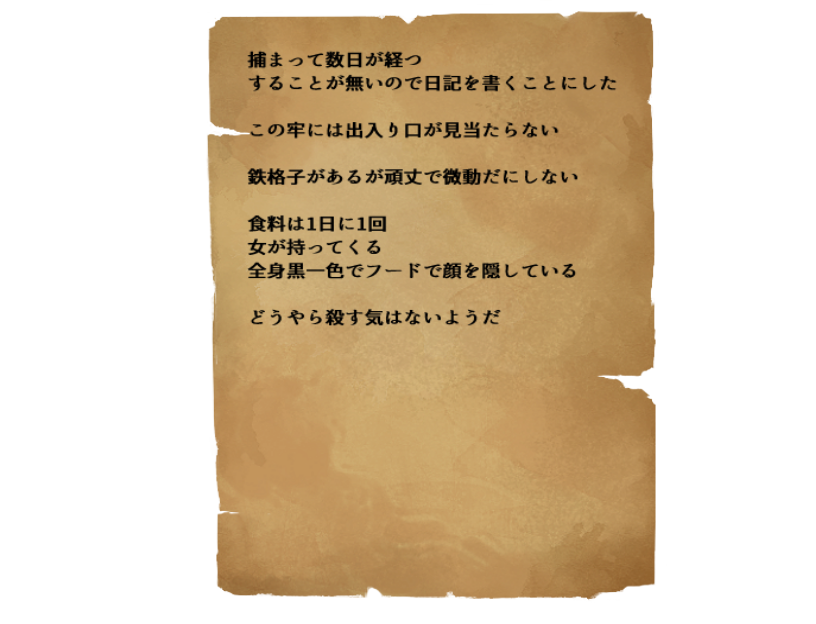 捕まって数日が経つ
することが無いので日記を書くことにした
この牢には出入り口が見当たらない
鉄格子があるが頑丈で微動だにしない
食料は1日に1回
女が持ってくる
全身黒一色でフードで顔を隠している
どうやら殺す気はないようだ